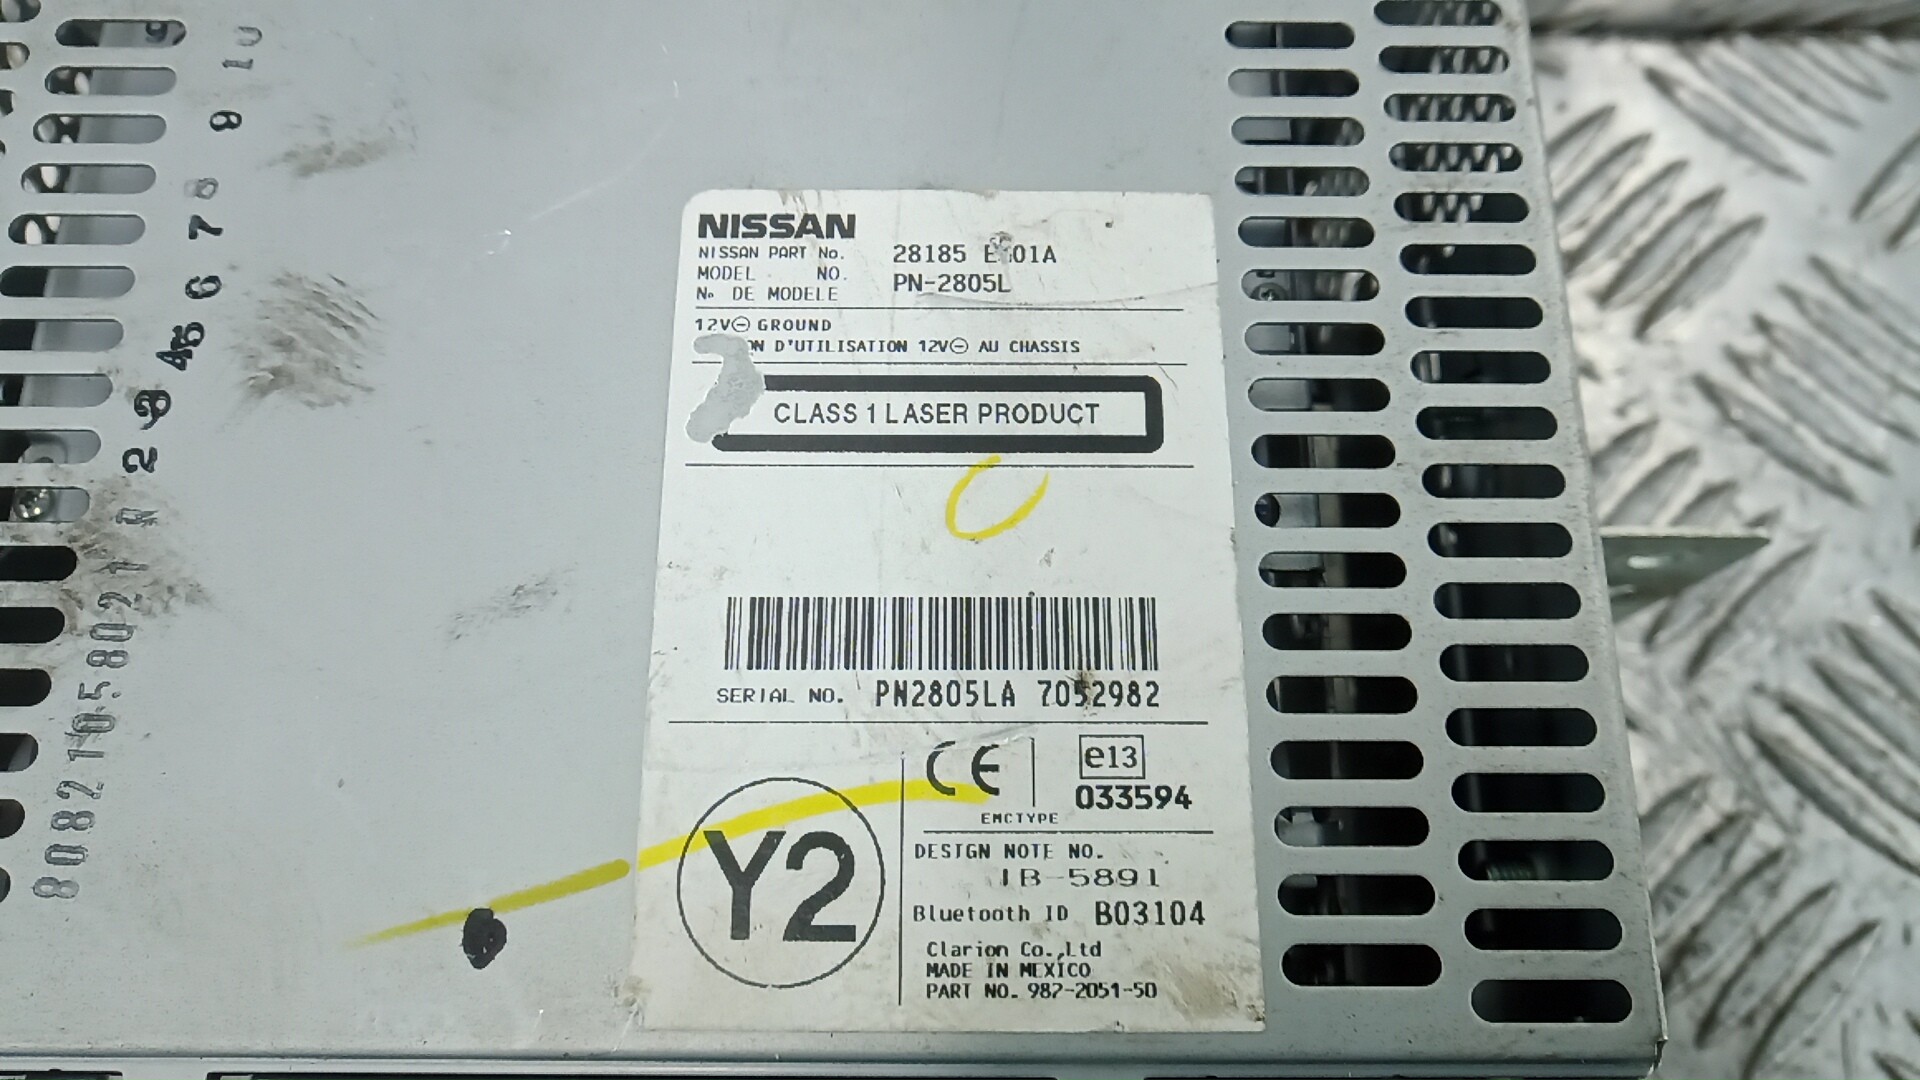 NISSAN
NISSAN PART No. 28185
MODEL NO. PN-2805L
No DE MODELE
12V⊖ GROUND
D'UTILISATION 12V⊖ AU CHASSIS
CLASS 1 LASER PRODUCT
SERIAL NO. PN2805LA 7052982
CE
EMCTYPE
e13
033594
Y2
DESIGN NOTE NO.
IB-5891
Bluetooth ID B03104
Clarion Co.,Ltd
MADE IN MEXICO
PART NO. 982-2051-50